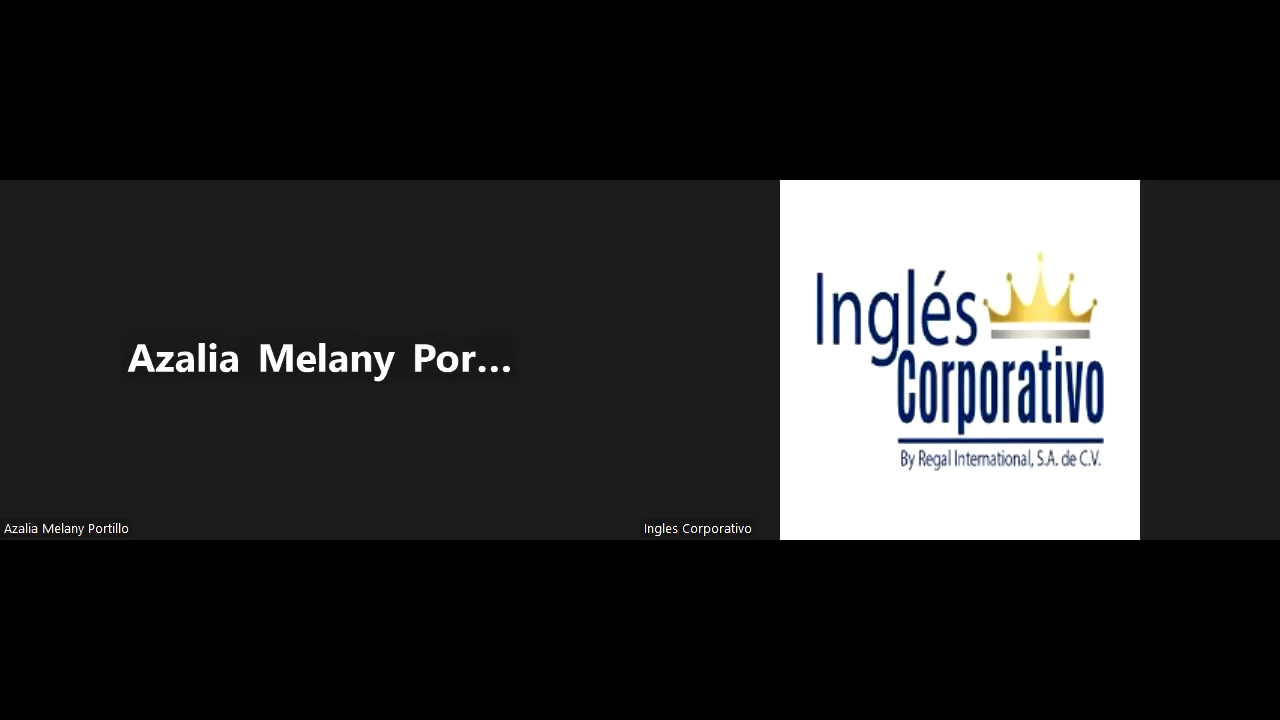 Azalia Melany Por...
Azalia Melany Portillo
Inglés
Corporativo
By Regal International, S.A. de C.V.
Ingles Corporativo